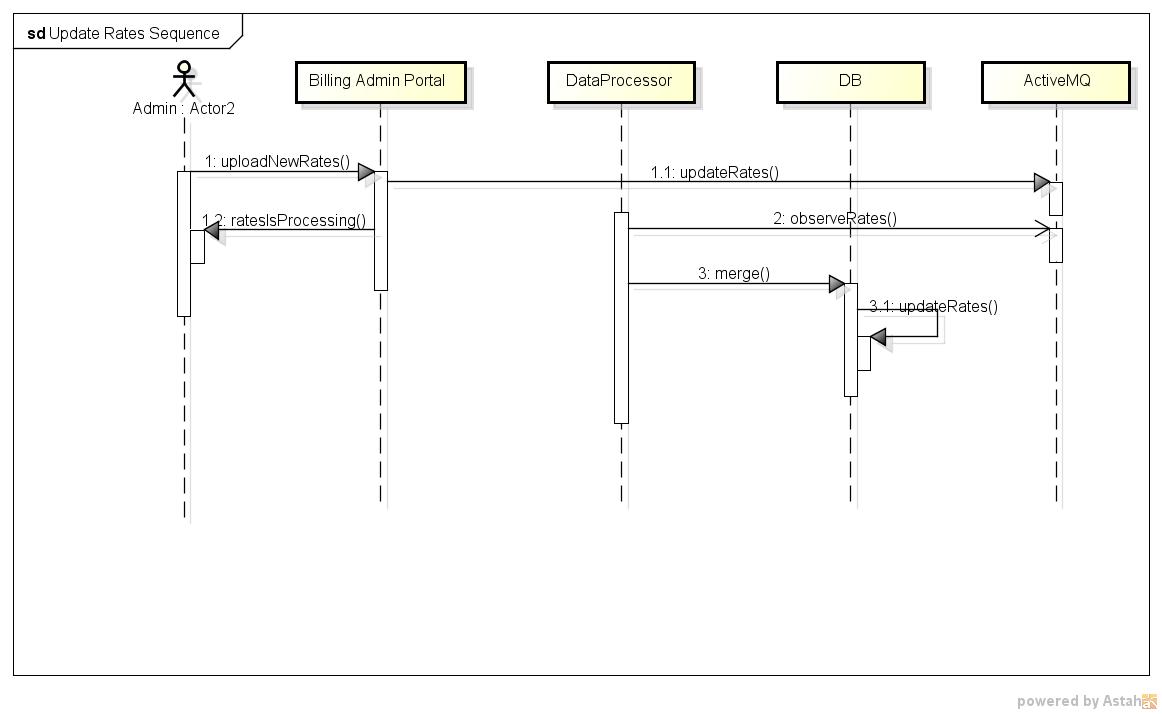 sd Update Rates Sequence
Admin : Actor2
Billing Admin Portal
DataProcessor
DB
ActiveMQ
1: uploadNewRates()
1.1: updateRates()
1.2: ratesIsProcessing()
2: observeRates()
3: merge()
3.1: updateRates()
powered by Astah